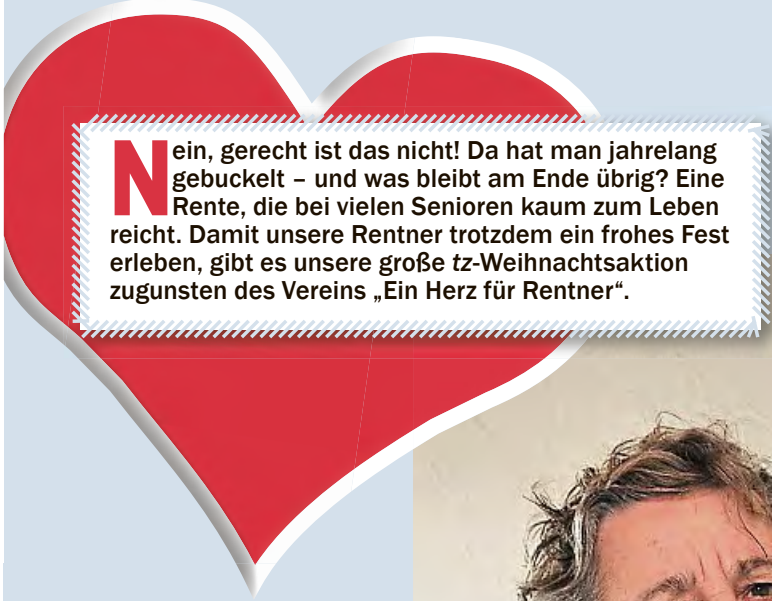 Nein, gerecht ist das nicht! Da hat man jahrelang
gebuckelt – und was bleibt am Ende übrig? Eine
Rente, die bei vielen Senioren kaum zum Leben
reicht. Damit unsere Rentner trotzdem ein frohes Fest
erleben, gibt es unsere große tz-Weihnachtsaktion
zugunsten des Vereins „Ein Herz für Rentner“.